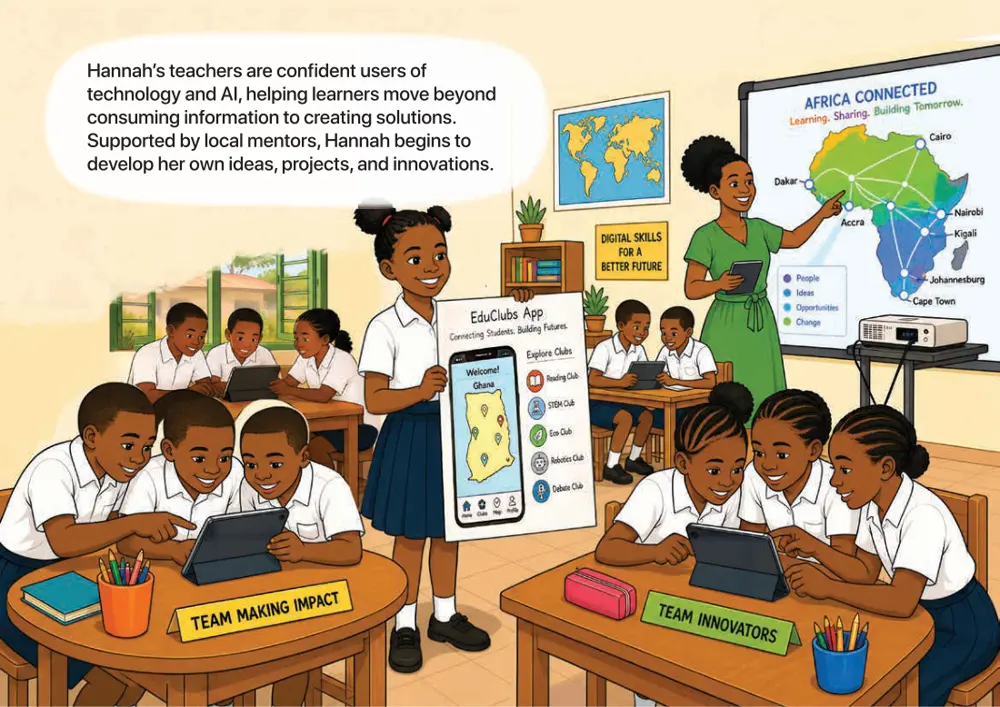 Hannah's teachers are confident users of
technology and AI, helping learners move beyond
consuming information to creating solutions.
Supported by local mentors, Hannah begins to
develop her own ideas, projects, and innovations.
AFRICA CONNECTED
Learning. Sharing. Building Tomorrow.
Cairo
Dakar
Accra
Nairobi
Kigali
Johannesburg
Cape Town
People
Ideas
Opportunities
Change
DIGITAL SKILLS
FOR A
BETTER FUTURE
EduClubs App
Connecting Students. Building Futures.
Welcome!
Ghana
Home
Clubs
Map
Profile
Explore Clubs
Reading Club
STEM Club
Eco Club
Robotics Club
Debate Club
TEAM MAKING IMPACT
TEAM INNOVATORS